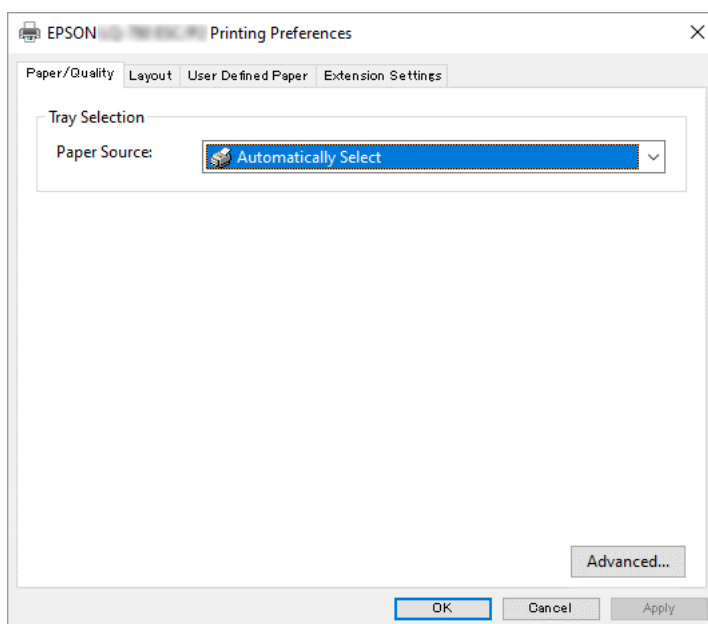 EPSON Printing Preferences
Paper/Quality Layout User Defined Paper Extension Settings
Tray Selection
Paper Source: Automatically Select
Advanced...
OK Cancel Apply